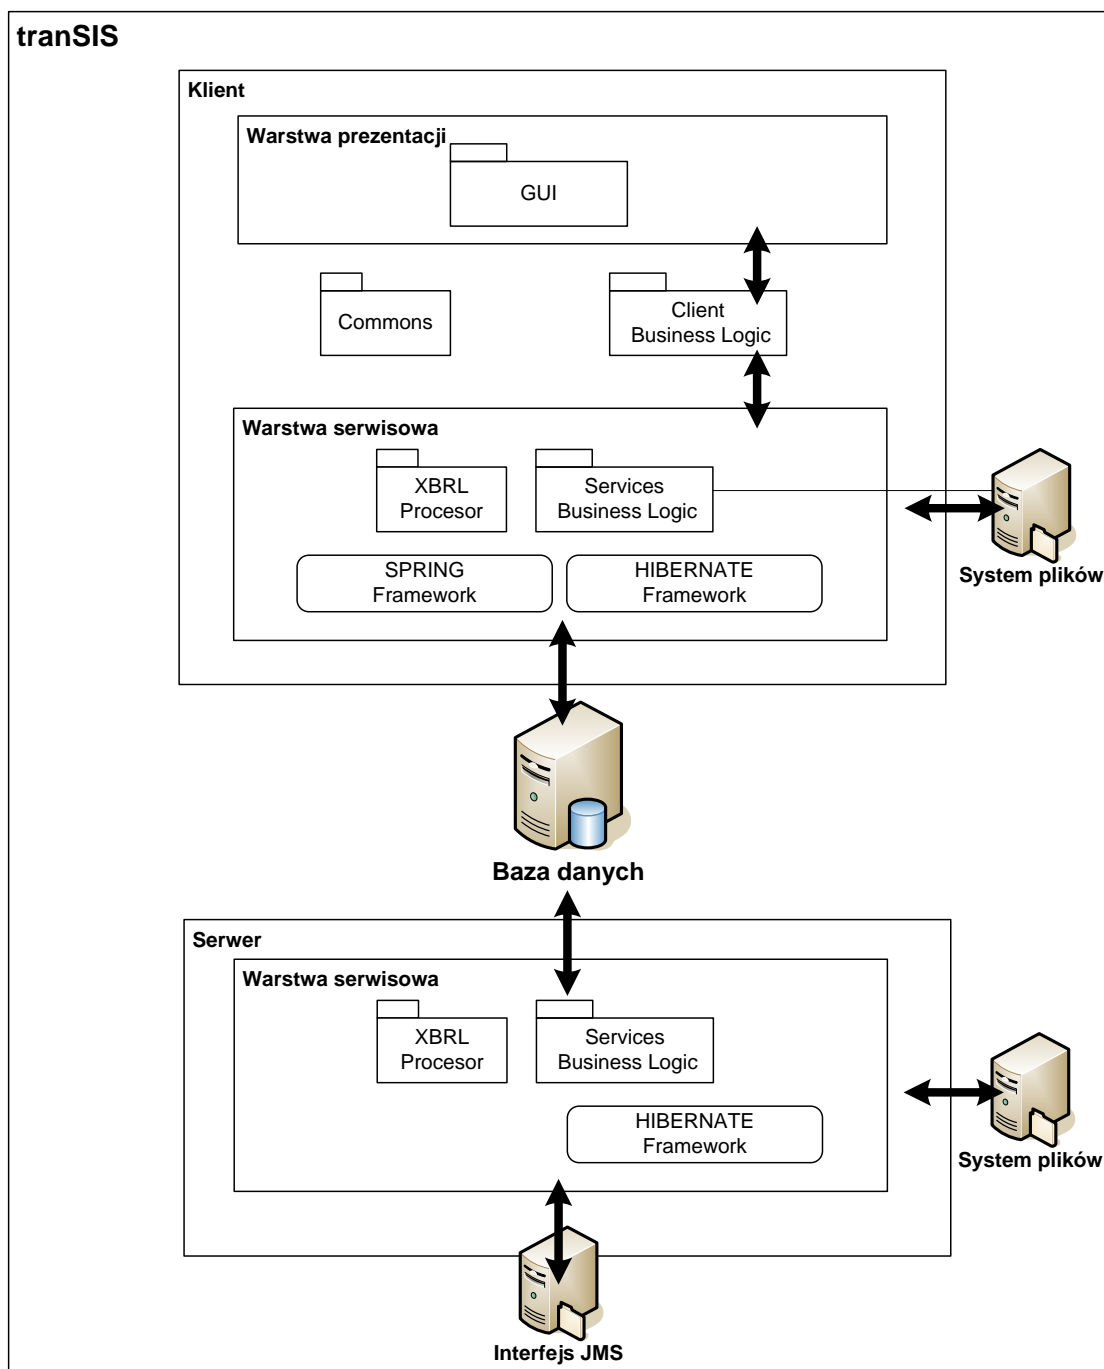 tranSIS
Klient
Warstwa prezentacji
GUI
Commons
Client
Business Logic
Warstwa serwisowa
XBRL
Procesor
Services
Business Logic
SPRING
Framework
HIBERNATE
Framework
System plików
Baza danych
Serwer
Warstwa serwisowa
XBRL
Procesor
Services
Business Logic
HIBERNATE
Framework
System plików
Interfejs JMS